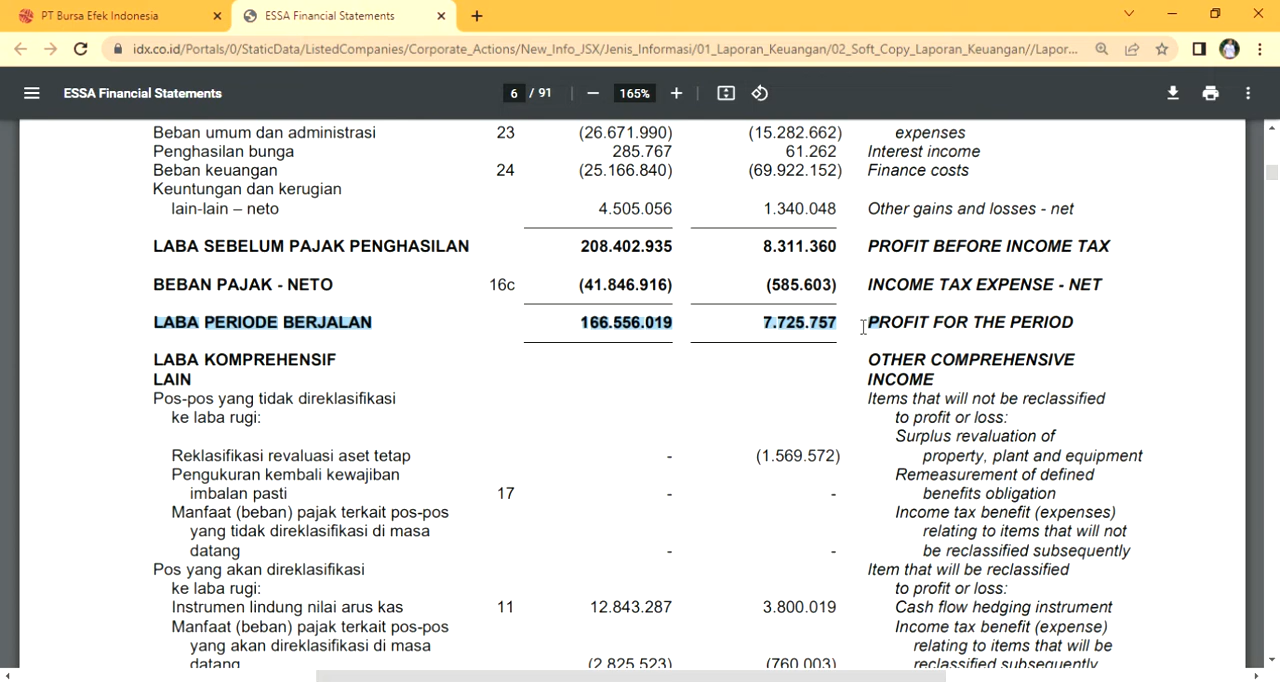 PT Bursa Efek Indonesia
ESSA Financial Statements
idx.co.id/Portals/0/StaticData/ListedCompanies/Corporate_Actions/New_Info_JSX/Jenis_Informasi/01_Laporan_Keuangan/02_Soft_Copy_Laporan_Keuangan//Lapor...
ESSA Financial Statements 6 / 91 165%
Beban umum dan administrasi 23 (26.671.990) (15.282.662) expenses
Penghasilan bunga 285.767 61.262 Interest income
Beban keuangan 24 (25.166.840) (69.922.152) Finance costs
Keuntungan dan kerugian
lain-lain – neto 4.505.056 1.340.048 Other gains and losses - net
LABA SEBELUM PAJAK PENGHASILAN 208.402.935 8.311.360 PROFIT BEFORE INCOME TAX
BEBAN PAJAK - NETO 16c (41.846.916) (585.603) INCOME TAX EXPENSE - NET
LABA PERIODE BERJALAN 166.556.019 7.725.757 PROFIT FOR THE PERIOD
LABA KOMPREHENSIF OTHER COMPREHENSIVE
LAIN INCOME
Pos-pos yang tidak direklasifikasi Items that will not be reclassified
ke laba rugi: to profit or loss:
Surplus revaluation of
Reklasifikasi revaluasi aset tetap - (1.569.572) property, plant and equipment
Pengukuran kembali kewajiban Remeasurement of defined
imbalan pasti 17 - - benefits obligation
Manfaat (beban) pajak terkait pos-pos Income tax benefit (expenses)
yang tidak direklasifikasi di masa relating to items that will not
datang - - be reclassified subsequently
Pos yang akan direklasifikasi Item that will be reclassified
ke laba rugi: to profit or loss:
Instrumen lindung nilai arus kas 11 12.843.287 3.800.019 Cash flow hedging instrument
Manfaat (beban) pajak terkait pos-pos Income tax benefit (expense)
yang akan direklasifikasi di masa relating to items that will be
datang (2.825.523) (760.003) reclassified subsequently